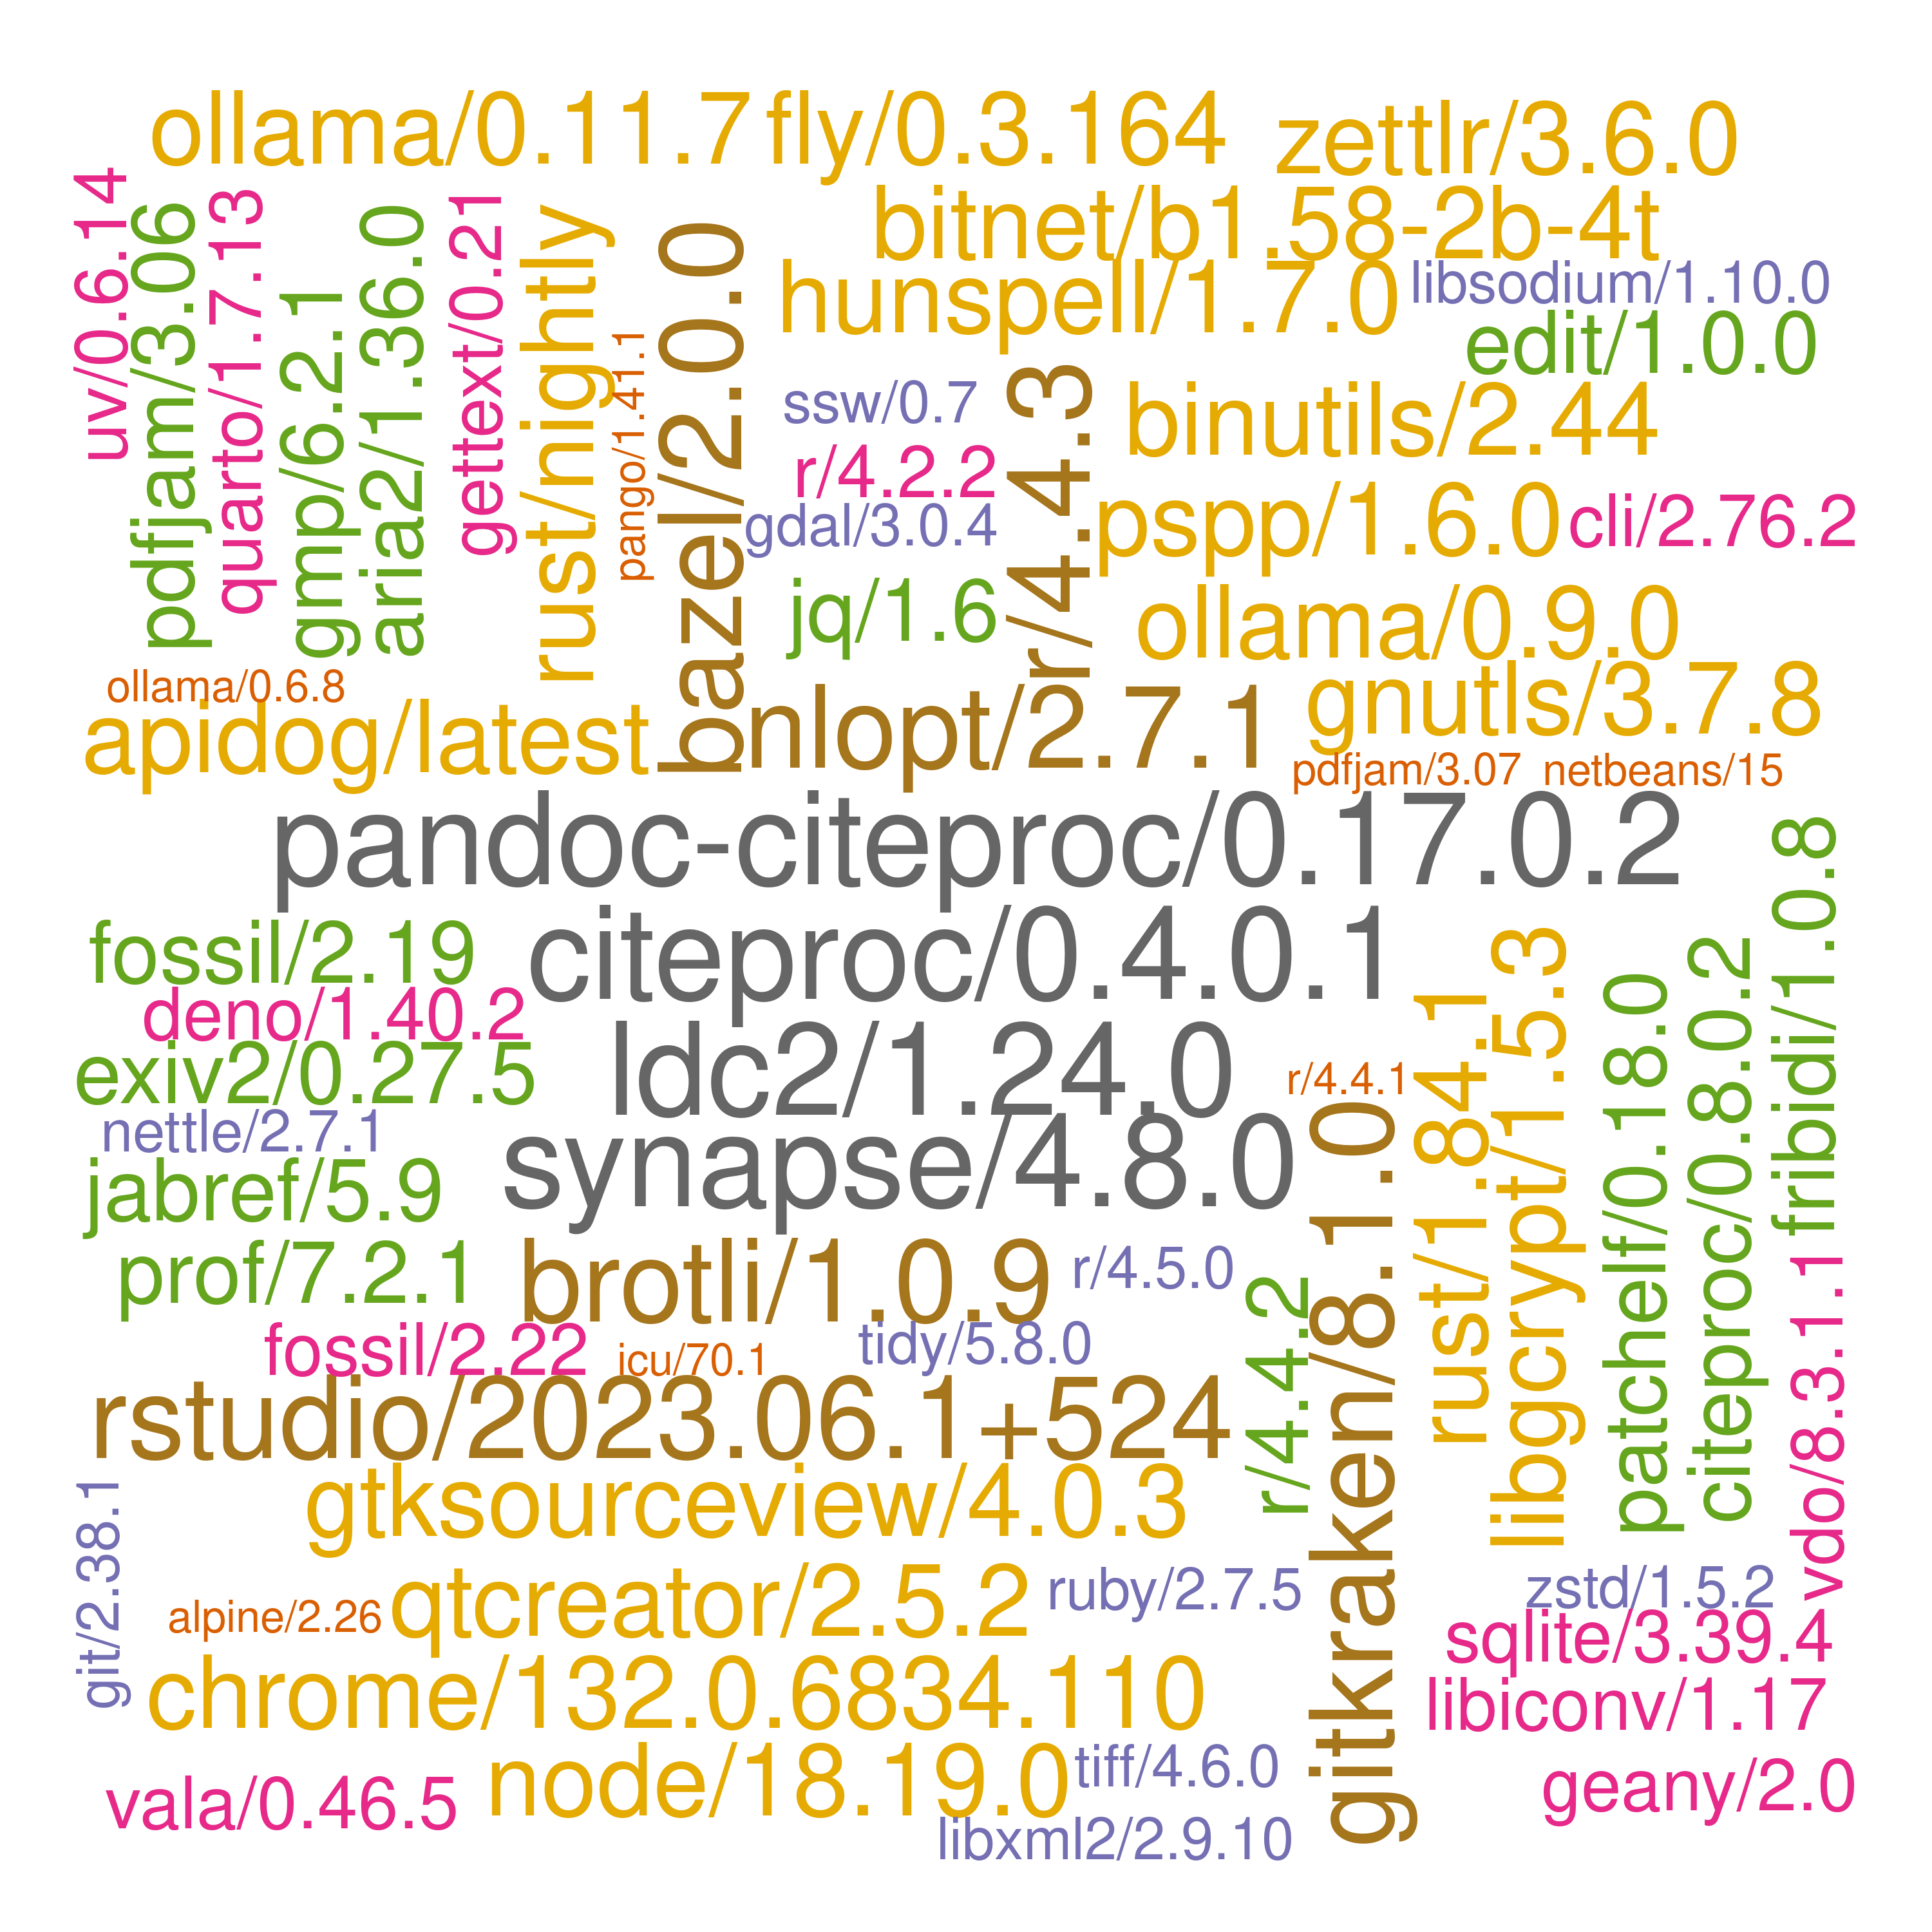 ollama/0.11.7
fly/0.3.164
zettlr/3.6.0
uv/0.6.14
pdfjam/3.06
quarto/1.7.13
gmp/6.2.1
aria2/1.36.0
gettext/0.21
rust/nightly
pango/1.41.1
bazel/2.0.0
bitnet/b1.58-2b-4t
hunspell/1.7.0
libsodium/1.10.0
edit/1.0.0
ssw/0.7
r/4.4.3
binutils/2.44
r/4.2.2
gdal/3.0.4
pspp/1.6.0
cli/2.76.2
jq/1.6
ollama/0.9.0
ollama/0.6.8
apidog/latest
nlopt/2.7.1
gnutls/3.7.8
pdfjam/3.07
netbeans/15
pandoc-citeproc/0.17.0.2
fossil/2.19
citeproc/0.4.0.1
deno/1.40.2
exiv2/0.27.5
ldc2/1.24.0
r/4.4.1
nettle/2.7.1
synapse/4.8.0
jabref/5.9
prof/7.2.1
brotli/1.0.9
r/4.5.0
r/4.4.2
gitkraken/8.1.0
rust/1.84.1
libgcrypt/1.5.3
patchelf/0.18.0
citeproc/0.8.0.2
fribidi/1.0.8
vdo/8.3.1.1
fossil/2.22
icu/70.1
tidy/5.8.0
rstudio/2023.06.1+524
gtksourceview/4.0.3
git/2.38.1
alpine/2.26
qtcreator/2.5.2
ruby/2.7.5
zstd/1.5.2
sqlite/3.39.4
chrome/132.0.6834.110
libiconv/1.17
vala/0.46.5
node/18.19.0
tiff/4.6.0
geany/2.0
libxml2/2.9.10